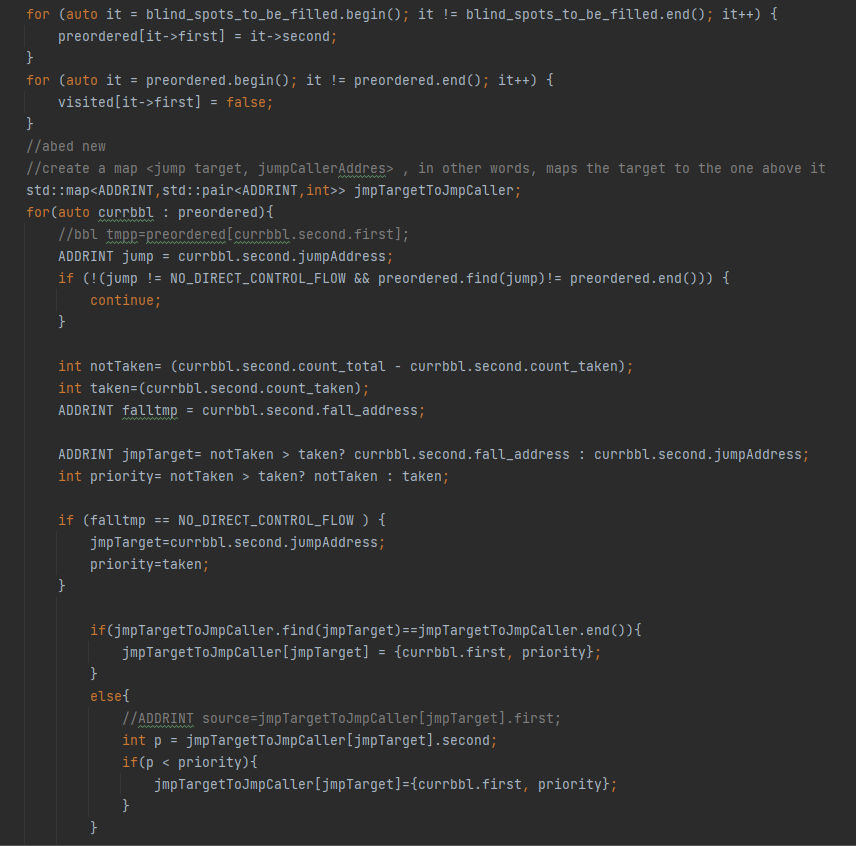 for (auto it = blind_spots_to_be_filled.begin(); it != blind_spots_to_be_filled.end(); it++) {
    preordered[it->first] = it->second;
}
for (auto it = preordered.begin(); it != preordered.end(); it++) {
    visited[it->first] = false;
}
//abed new
//create a map <jump target, jumpCallerAddres> , in other words, maps the target to the one above it
std::map<ADDRINT,std::pair<ADDRINT,int>> jmpTargetToJmpCaller;
for(auto currbbl : preordered){
    //bbl tmpp=preordered[currbbl.second.first];
    ADDRINT jump = currbbl.second.jumpAddress;
    if (!(jump != NO_DIRECT_CONTROL_FLOW && preordered.find(jump)!= preordered.end())) {
        continue;
    }
    int notTaken= (currbbl.second.count_total - currbbl.second.count_taken);
    int taken=(currbbl.second.count_taken);
    ADDRINT falltmp = currbbl.second.fall_address;
    ADDRINT jmpTarget= notTaken > taken? currbbl.second.fall_address : currbbl.second.jumpAddress;
    int priority= notTaken > taken? notTaken : taken;
    if (falltmp == NO_DIRECT_CONTROL_FLOW ) {
        jmpTarget=currbbl.second.jumpAddress;
        priority=taken;
    }
        if(jmpTargetToJmpCaller.find(jmpTarget)==jmpTargetToJmpCaller.end()){
            jmpTargetToJmpCaller[jmpTarget] = {currbbl.first, priority};
        }
        else{
            //ADDRINT source=jmpTargetToJmpCaller[jmpTarget].first;
            int p = jmpTargetToJmpCaller[jmpTarget].second;
            if(p < priority){
                jmpTargetToJmpCaller[jmpTarget]={currbbl.first, priority};
            }
        }